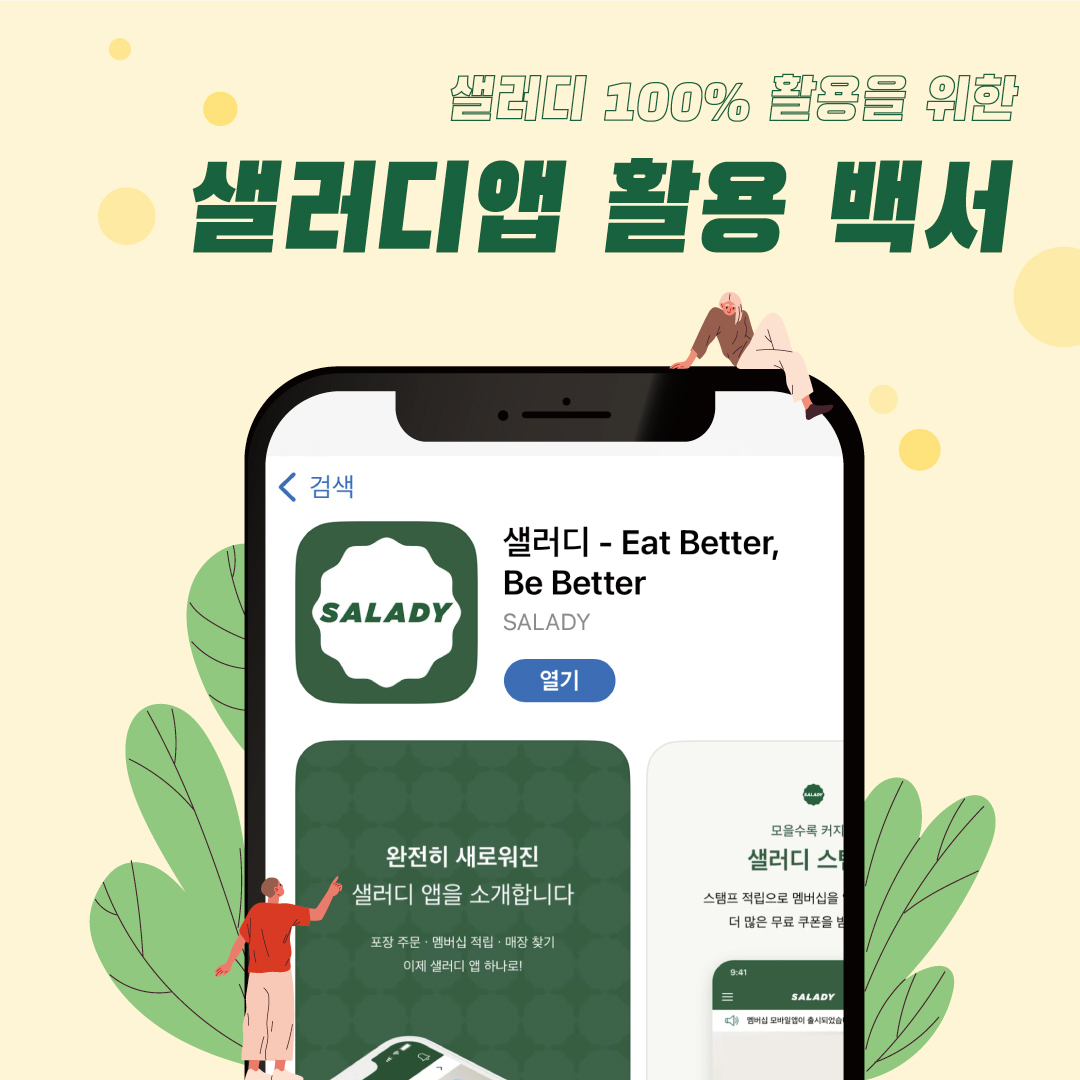 샐러디 100% 활용을 위한
샐러디앱 활용 백서
검색
SALADY
샐러디 - Eat Better,
Be Better
SALADY
열기
완전히 새로워진
샐러디 앱을 소개합니다
포장 주문 · 멤버십 적립 · 매장 찾기
이제 샐러디 앱 하나로!
SALADY
모을수록 커지
샐러디 스
스탬프 적립으로 멤버십을
더 많은 무료 쿠폰을
9:41
SALADY
멤버십 모바일앱이 출시되었습